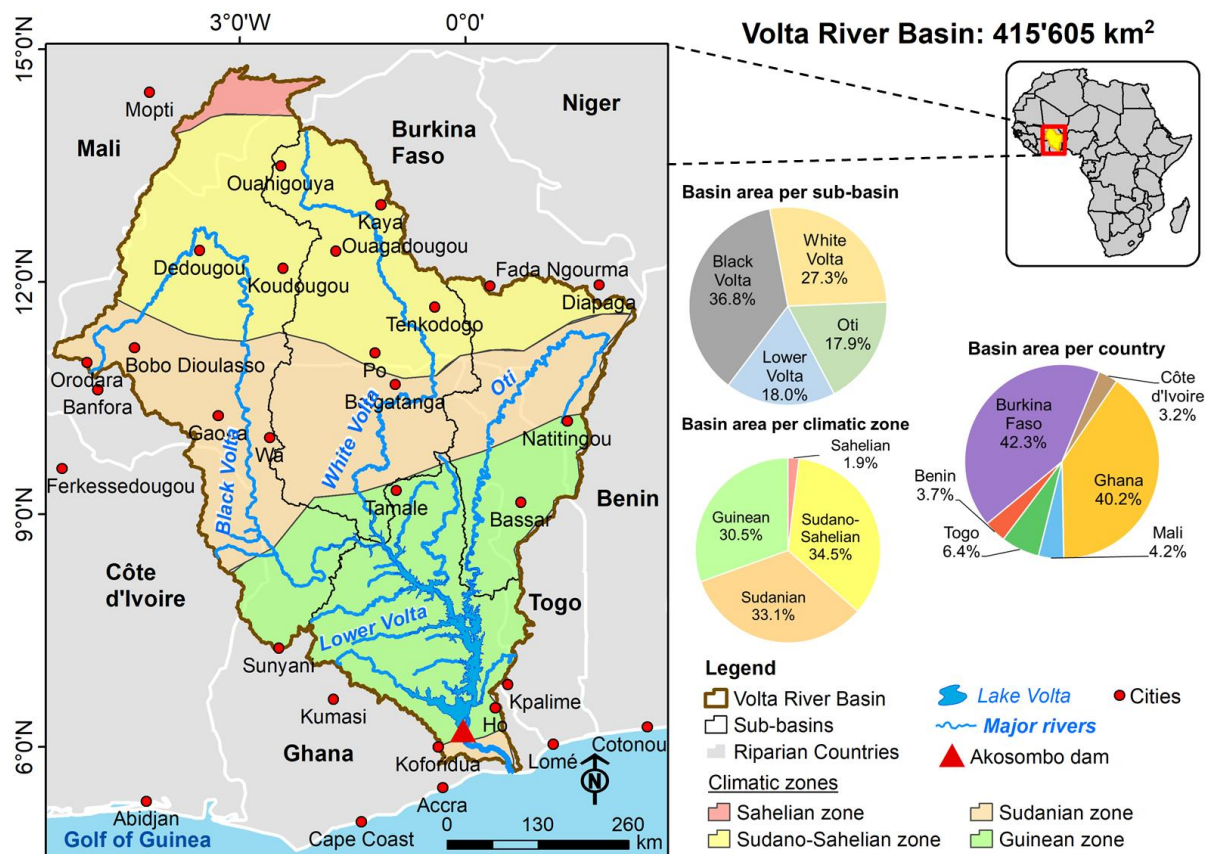 3°0'W
0°0'
15°0'N
12°0'N
9°0'N
6°0'N
Mopti
Mali
Burkina
Faso
Niger
Ouahigouya
Kaya
Ouagadougou
Dedougou
Koudougou
Fada Ngourma
Diapaga
Tenkodogo
Bobo Dioulasso
Orodara
Banfora
Po
Bolgatanga
Oti
Gaoua
Wa
Natitingou
Black Volta
White Volta
Ferkessedougou
Tamale
Bassar
Benin
Côte
d'Ivoire
Togo
Lower Volta
Sunyani
Kumasi
Kpalime
Ho
Ghana
Koforidua
Lomé
Cotonou
N
Abidjan
Accra
Cape Coast
Golf of Guinea
0 130 260
km
Volta River Basin: 415'605 km²
Basin area per sub-basin
White
Volta
27.3%
Black
Volta
36.8%
Oti
17.9%
Lower
Volta
18.0%
Basin area per country
Côte
d'Ivoire
3.2%
Burkina
Faso
42.3%
Ghana
40.2%
Benin
3.7%
Togo
6.4%
Mali
4.2%
Basin area per climatic zone
Sahelian
1.9%
Guinean
30.5%
Sudano-
Sahelian
34.5%
Sudanian
33.1%
Legend
Volta River Basin
Sub-basins
Riparian Countries
Lake Volta
Major rivers
Akosombo dam
Cities
Climatic zones
Sahelian zone
Sudano-Sahelian zone
Sudanian zone
Guinean zone